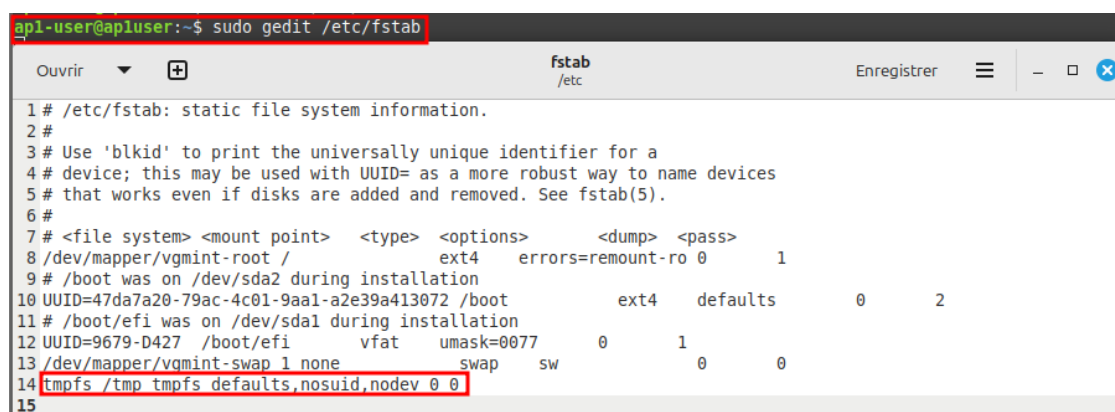 ap1-user@ap1user:~$ sudo gedit /etc/fstab
Ouvrir fstab Enregistrer
/etc
1 # /etc/fstab: static file system information.
2 #
3 # Use 'blkid' to print the universally unique identifier for a
4 # device; this may be used with UUID= as a more robust way to name devices
5 # that works even if disks are added and removed. See fstab(5).
6 #
7 # <file system> <mount point>   <type>  <options>       <dump>  <pass>
8 /dev/mapper/vgmint-root /               ext4    errors=remount-ro 0       1
9 # /boot was on /dev/sda2 during installation
10 UUID=47da7a20-79ac-4c01-9aa1-a2e39a413072 /boot           ext4    defaults        0       2
11 # /boot/efi was on /dev/sda1 during installation
12 UUID=9679-D427  /boot/efi       vfat    umask=0077      0       1
13 /dev/mapper/vgmint-swap_1 none            swap    sw              0       0
14 tmpfs /tmp tmpfs defaults,nosuid,nodev 0 0
15